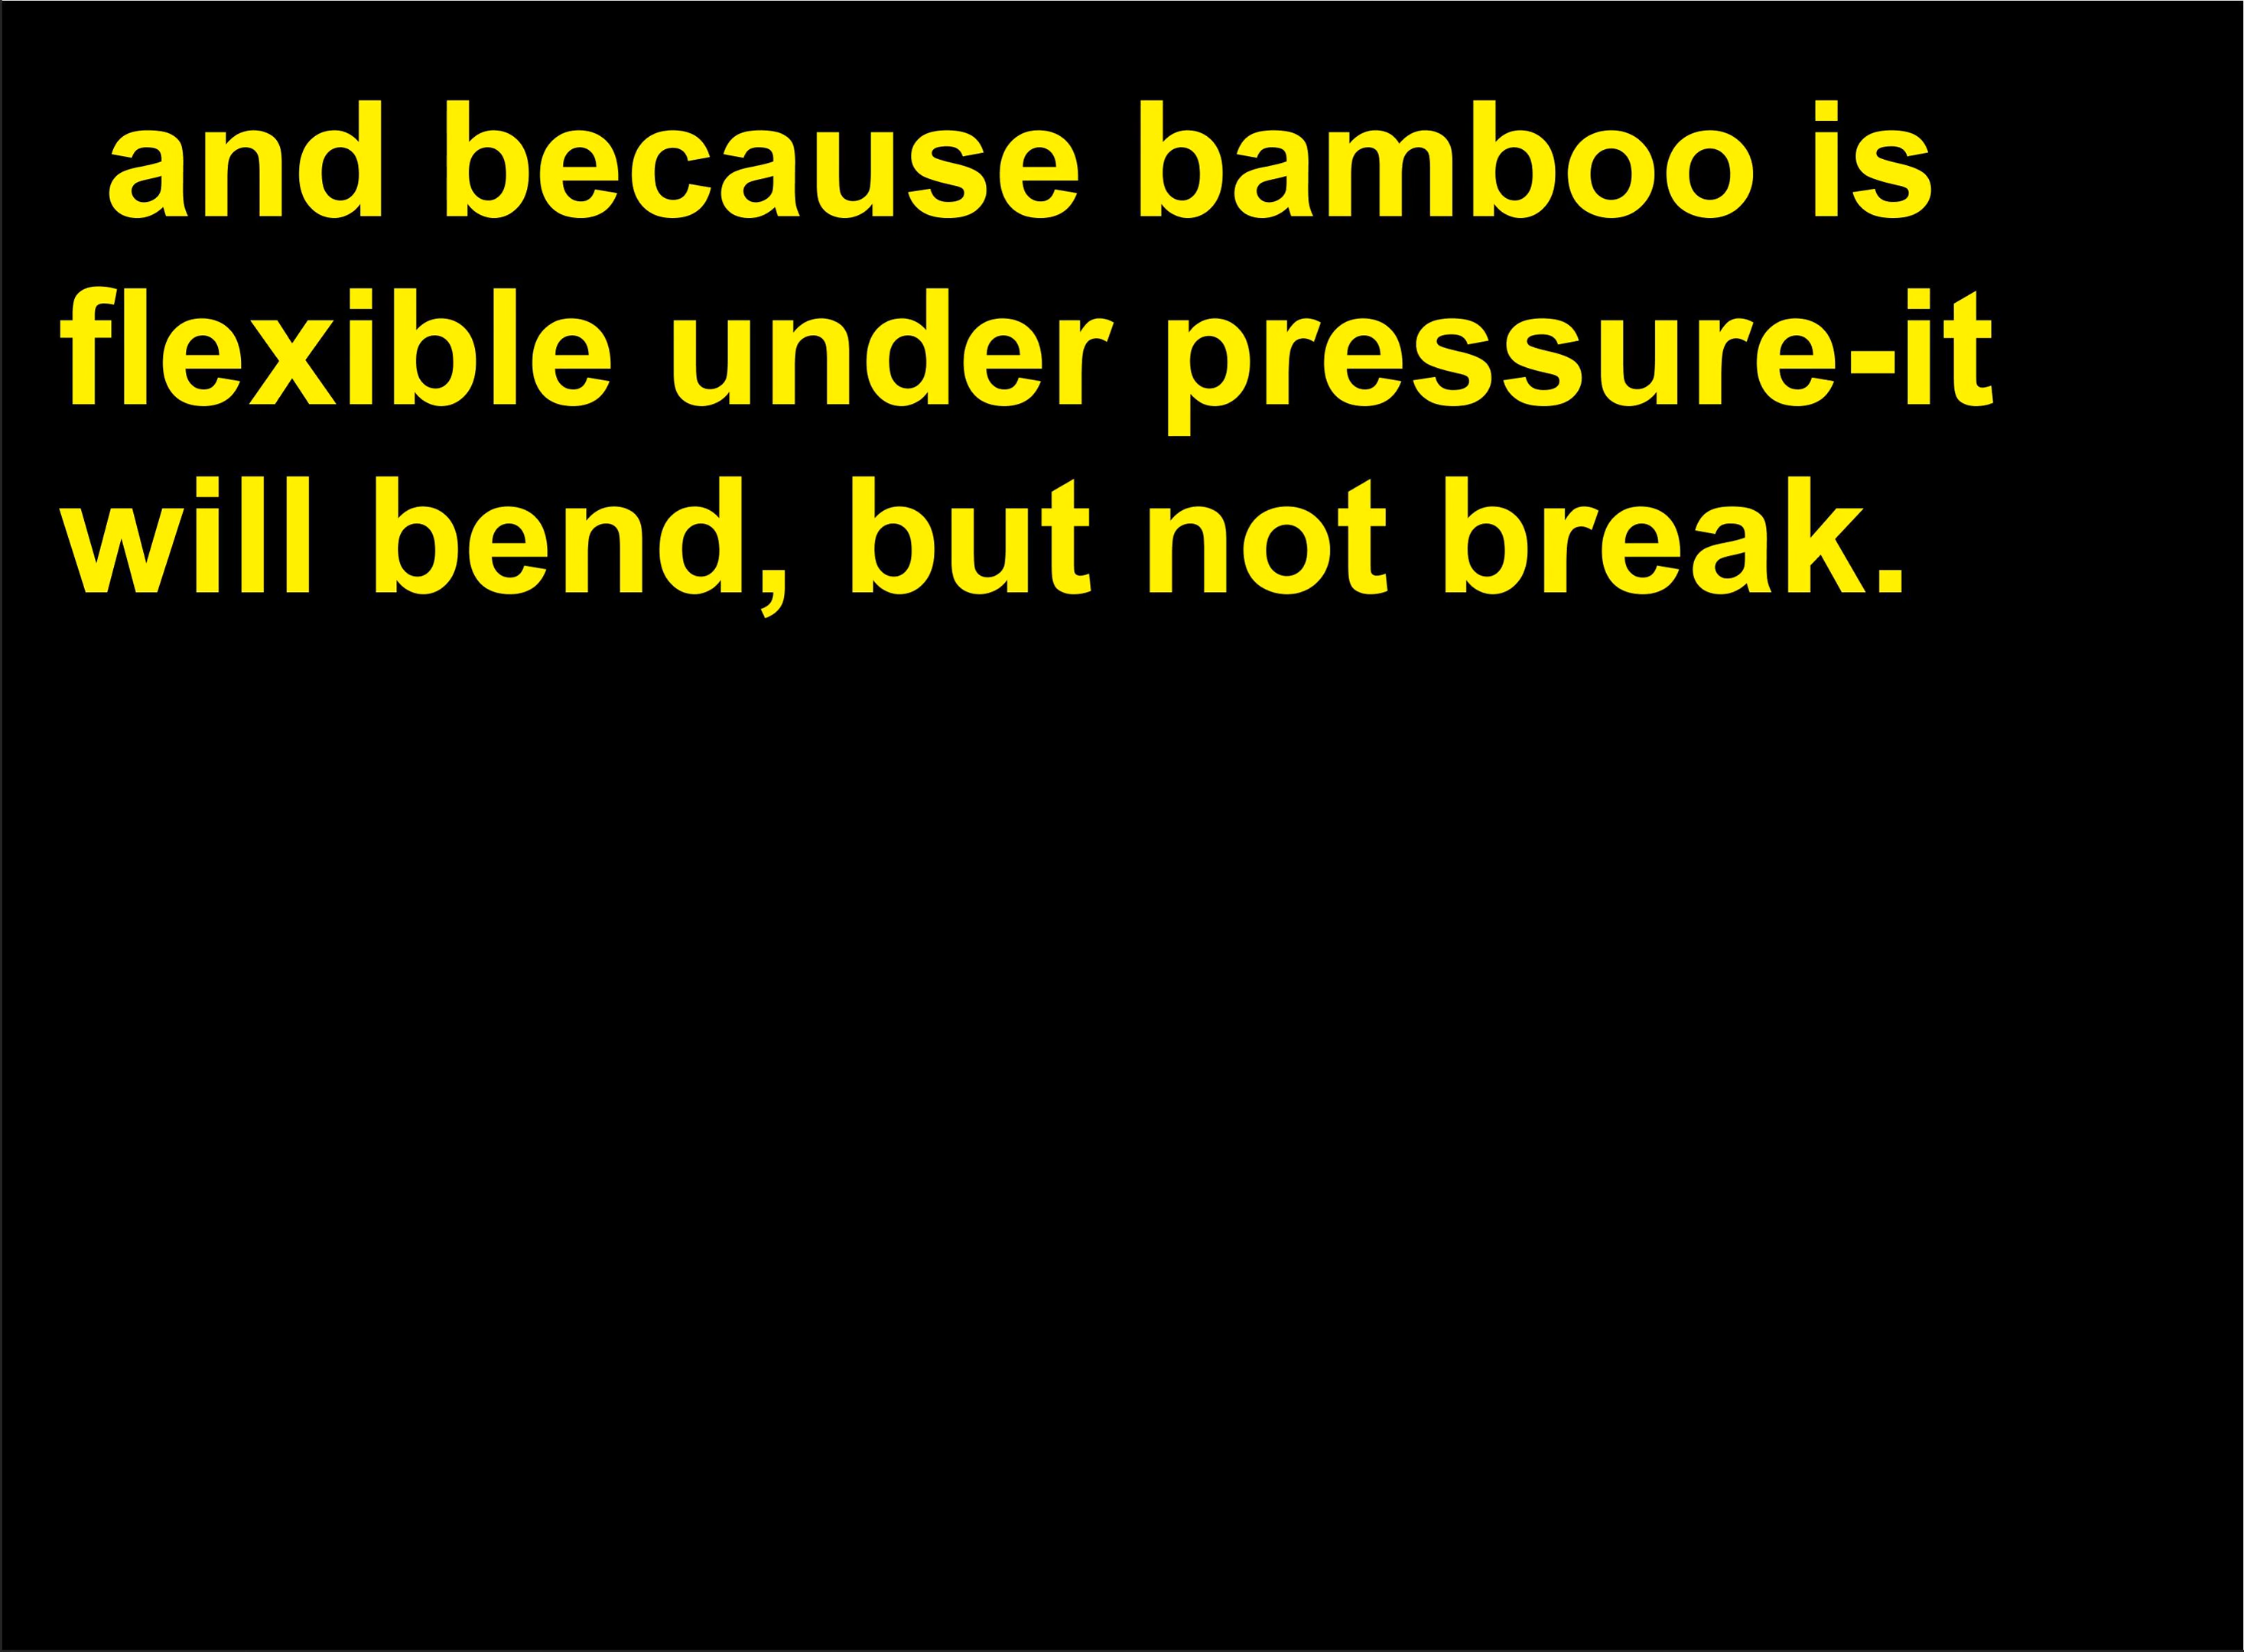 and because bamboo is
flexible under pressure-it
will bend, but not break.